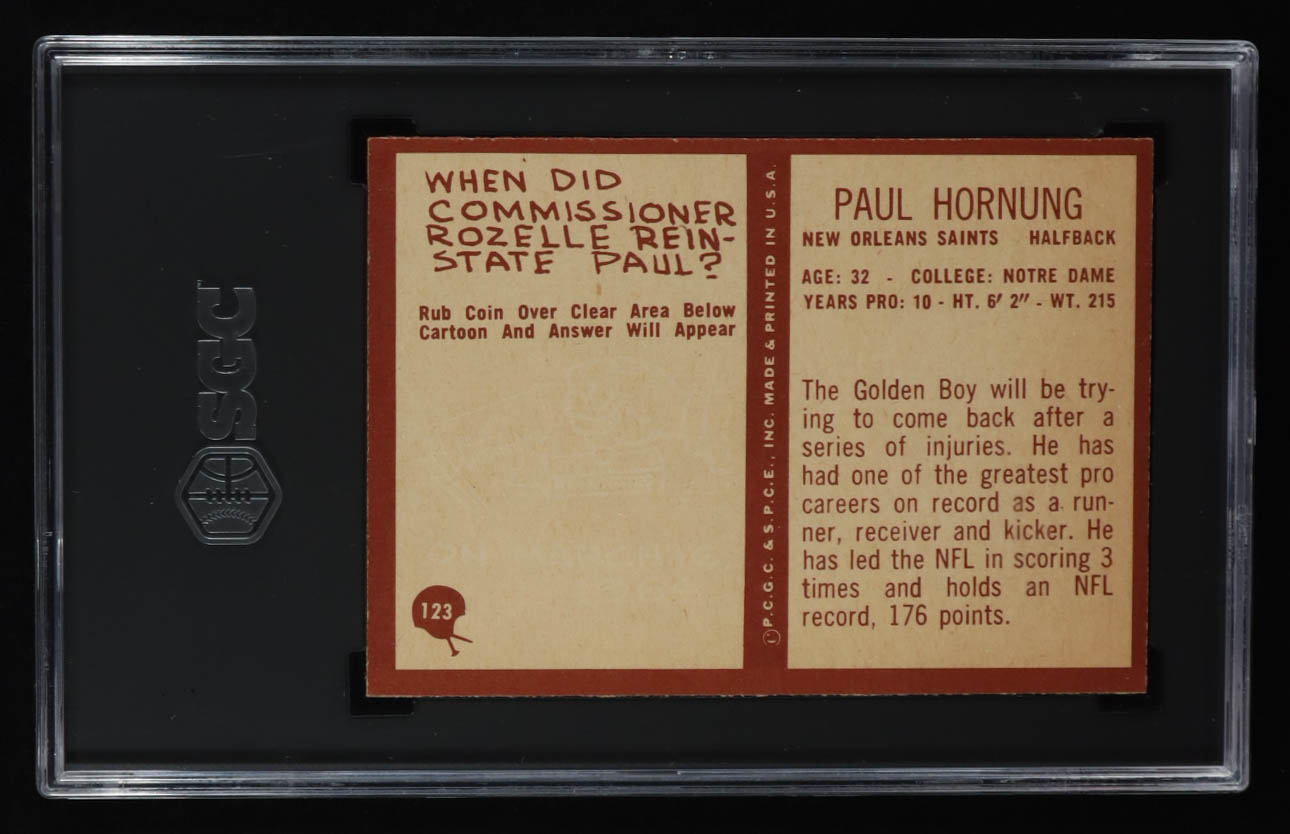 SGC
WHEN DID
COMMISSIONER
ROZELLE REIN-
STATE PAUL?
Rub Coin Over Clear Area Below
Cartoon And Answer Will Appear
123
Ⓟ P.C.G.C. & S.P.C.E., INC. MADE & PRINTED IN U.S.A.
PAUL HORNUNG
NEW ORLEANS SAINTS HALFBACK
AGE: 32 - COLLEGE: NOTRE DAME
YEARS PRO: 10 - HT. 6' 2" - WT. 215
The Golden Boy will be try-
ing to come back after a
series of injuries. He has
had one of the greatest pro
careers on record as a run-
ner, receiver and kicker. He
has led the NFL in scoring 3
times and holds an NFL
record, 176 points.